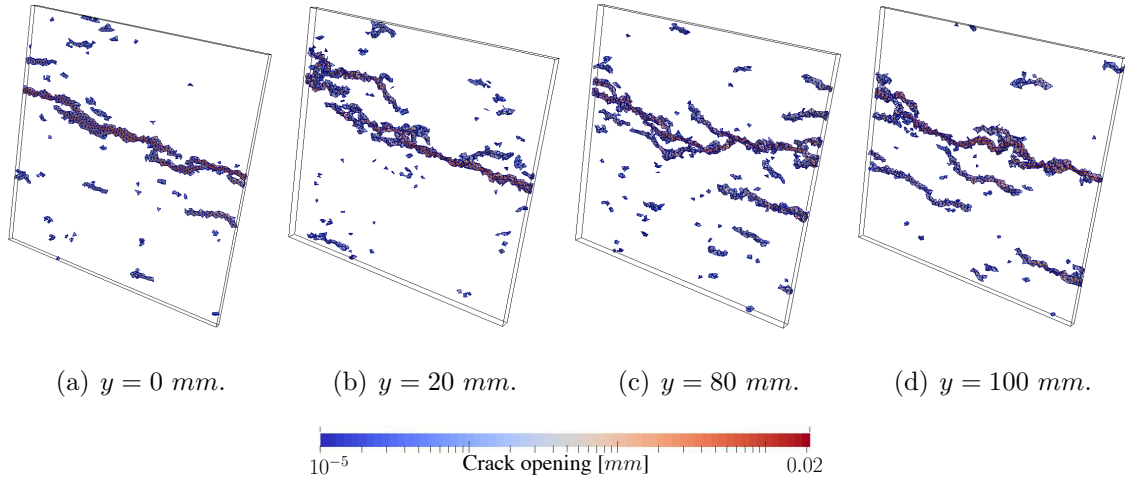 (a) y = 0 mm.
(b) y = 20 mm.
(c) y = 80 mm.
(d) y = 100 mm.
10⁻⁵ Crack opening [mm] 0.02